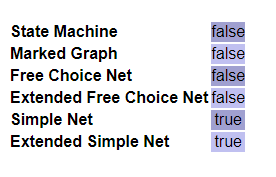 State Machine false
Marked Graph false
Free Choice Net false
Extended Free Choice Net false
Simple Net true
Extended Simple Net true